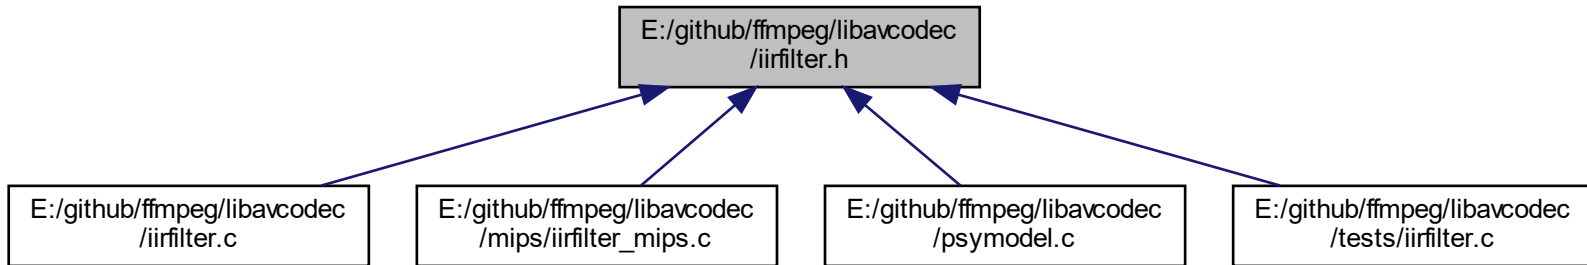 E:/github/ffmpeg/libavcodec
/iirfilter.h
E:/github/ffmpeg/libavcodec
/iirfilter.c
E:/github/ffmpeg/libavcodec
/mips/iirfilter_mips.c
E:/github/ffmpeg/libavcodec
/psymodel.c
E:/github/ffmpeg/libavcodec
/tests/iirfilter.c